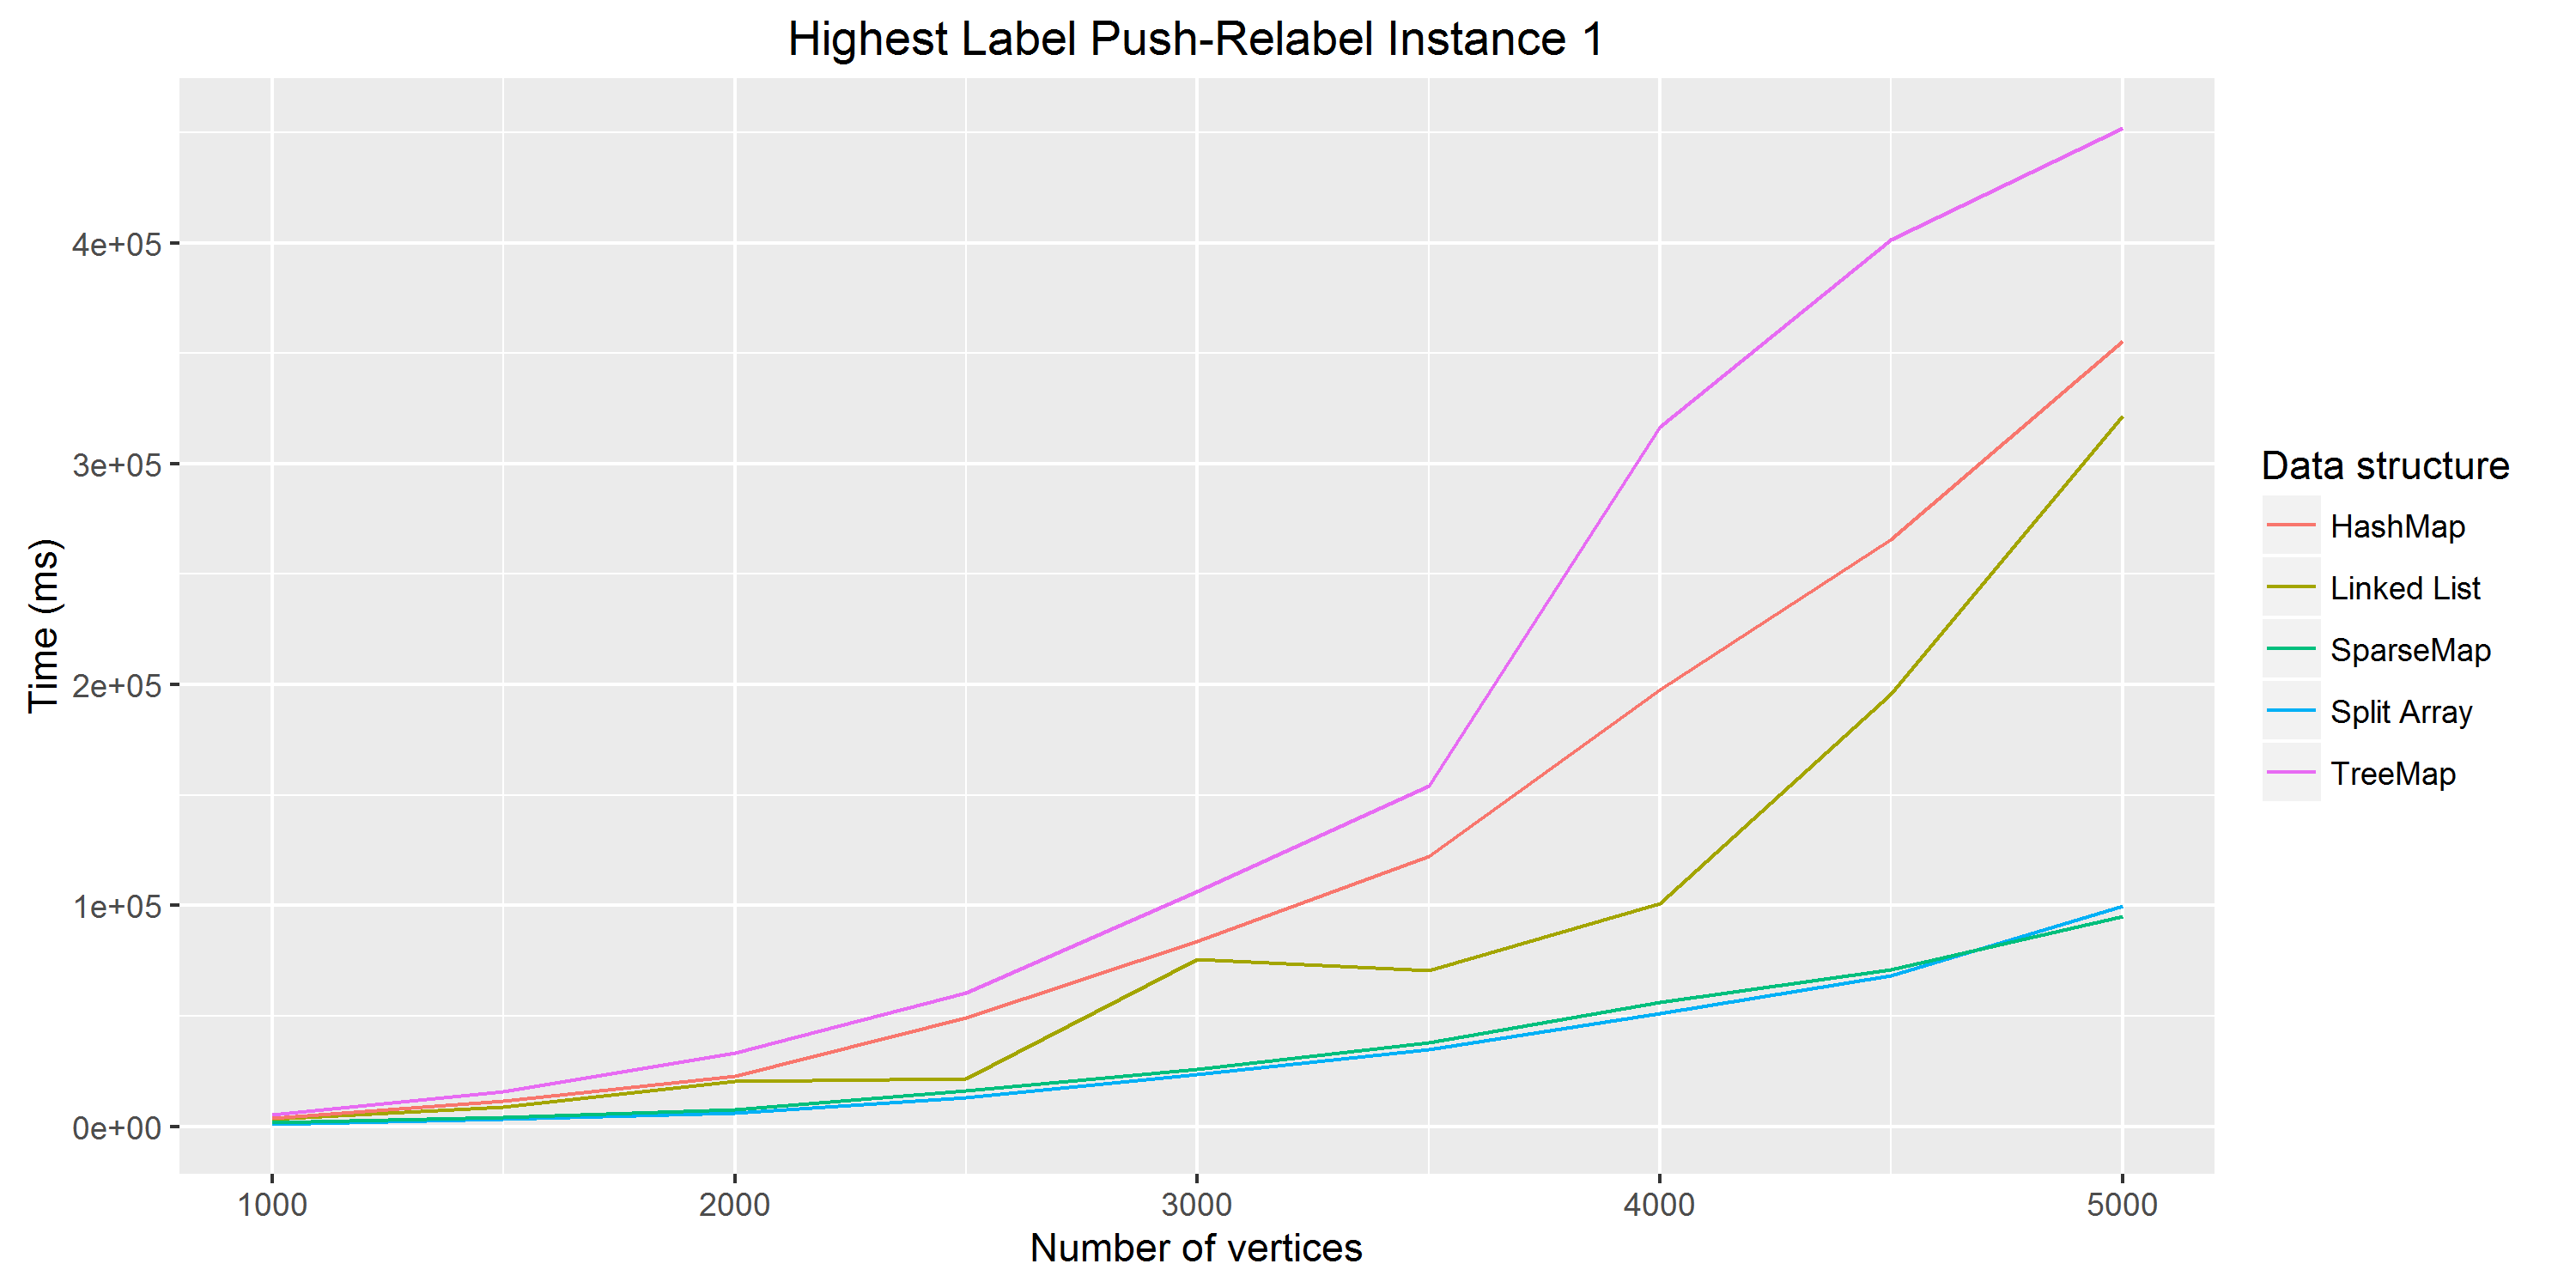 Highest Label Push-Relabel Instance 1
Time (ms)
4e+05
3e+05
2e+05
1e+05
0e+00
1000 2000 3000 4000 5000
Number of vertices
Data structure
HashMap
Linked List
SparseMap
Split Array
TreeMap